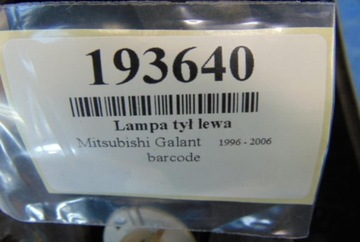 193640
Lampa tył lewa
Mitsubishi Galant 1996 - 2006
barcode